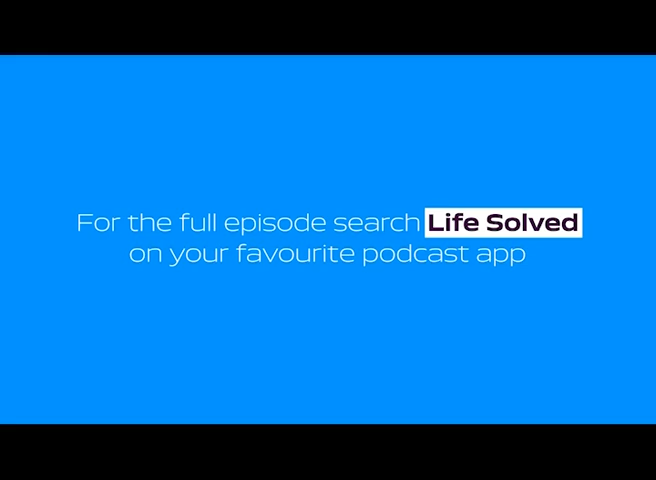 For the full episode search Life Solved
on your favourite podcast app